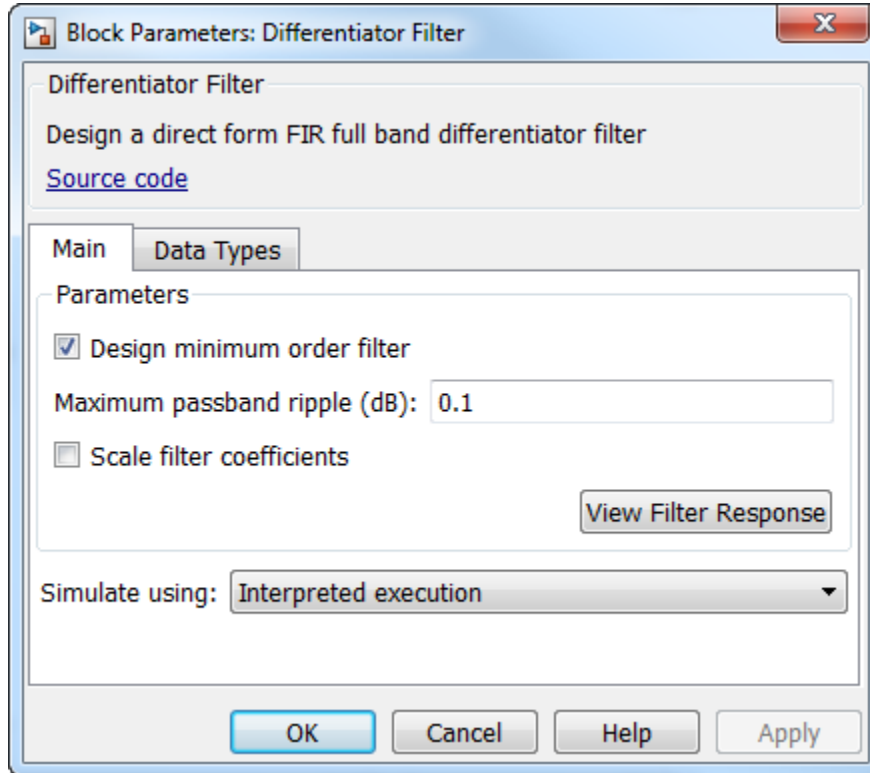 Block Parameters: Differentiator Filter
Differentiator Filter
Design a direct form FIR full band differentiator filter
Source code
Main Data Types
Parameters
Design minimum order filter
Maximum passband ripple (dB): 0.1
Scale filter coefficients
View Filter Response
Simulate using: Interpreted execution
OK Cancel Help Apply